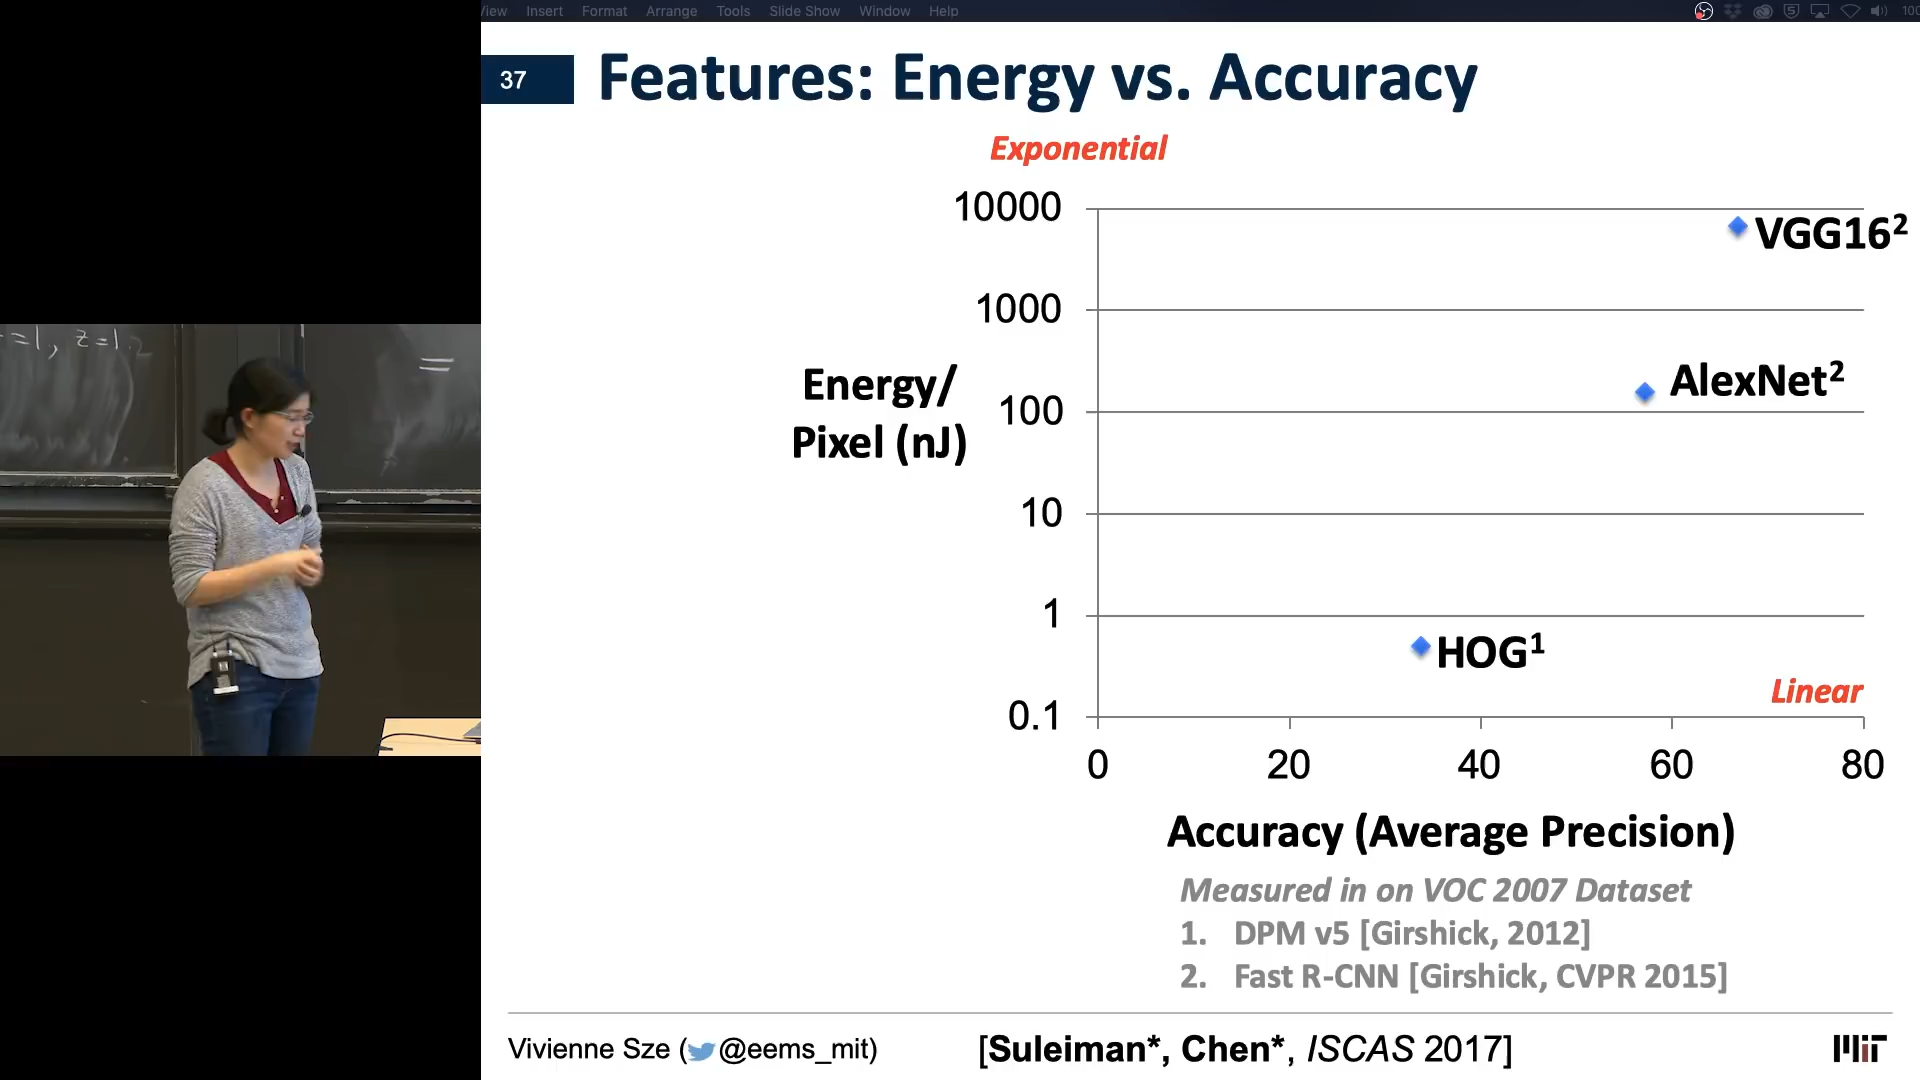 View Insert Format Arrange Tools Slide Show Window Help
37
Features: Energy vs. Accuracy
Exponential
10000
VGG16²
1000
Energy/
Pixel (nJ)
AlexNet²
100
10
1
HOG¹
Linear
0.1
0 20 40 60 80
Accuracy (Average Precision)
Measured in on VOC 2007 Dataset
1. DPM v5 [Girshick, 2012]
2. Fast R-CNN [Girshick, CVPR 2015]
Vivienne Sze (@eems_mit)
[Suleiman*, Chen*, ISCAS 2017]
MIT
=1, z=1.2